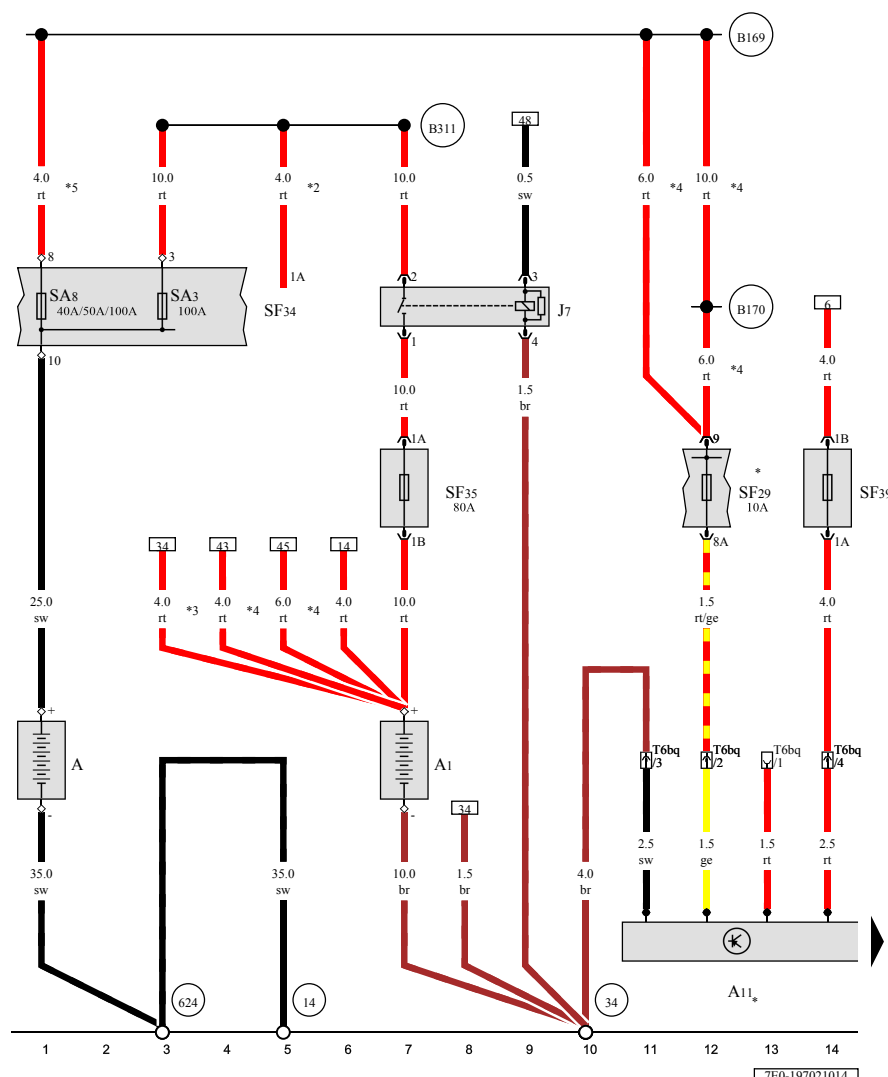 B169
B311
48
4.0
rt
*5
10.0
rt
4.0
rt
*2
10.0
rt
0.5
sw
6.0
rt
*4
10.0
rt
*4
8
3
1A
2
3
SA8
40A/50A/100A
SA3
100A
SF34
J7
B170
6
10
1
4
10.0
rt
1.5
br
6.0
rt
*4
4.0
rt
1A
9
1B
SF35
80A
*
SF29
10A
SF39
1B
8A
1A
34
43
45
14
25.0
sw
4.0
rt
*3
4.0
rt
*4
6.0
rt
*4
4.0
rt
10.0
rt
1.5
rt/ge
4.0
rt
+
+
A
A1
T6bq
/3
T6bq
/2
T6bq
/1
T6bq
/4
-
-
34
35.0
sw
35.0
sw
10.0
br
1.5
br
4.0
br
2.5
sw
1.5
ge
1.5
rt
2.5
rt
A11*
624
14
34
1 2 3 4 5 6 7 8 9 10 11 12 13 14
7E0-197021014